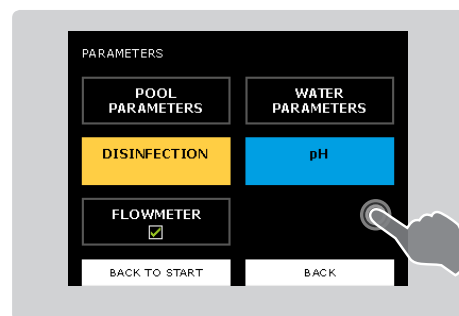 PARAMETERS
POOL
PARAMETERS
WATER
PARAMETERS
DISINFECTION
pH
FLOWMETER
BACK TO START
BACK